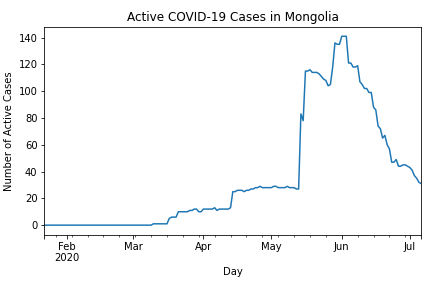 Active COVID-19 Cases in Mongolia
Number of Active Cases
140
120
100
80
60
40
20
0
Feb Mar Apr May Jun Jul
2020
Day